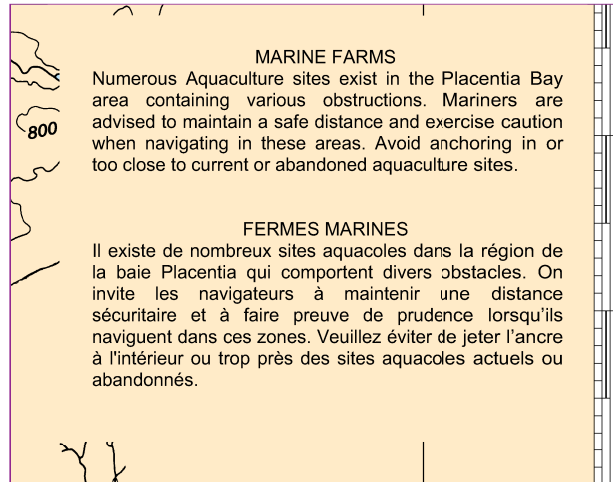 MARINE FARMS
Numerous Aquaculture sites exist in the Placentia Bay
area containing various obstructions. Mariners are
advised to maintain a safe distance and exercise caution
when navigating in these areas. Avoid anchoring in or
too close to current or abandoned aquaculture sites.
800
FERMES MARINES
Il existe de nombreux sites aquacoles dans la région de
la baie Placentia qui comportent divers obstacles. On
invite les navigateurs à maintenir une distance
sécuritaire et à faire preuve de prudence lorsqu'ils
naviguent dans ces zones. Veuillez éviter de jeter l’ancre
à l'intérieur ou trop près des sites aquacoles actuels ou
abandonnés.